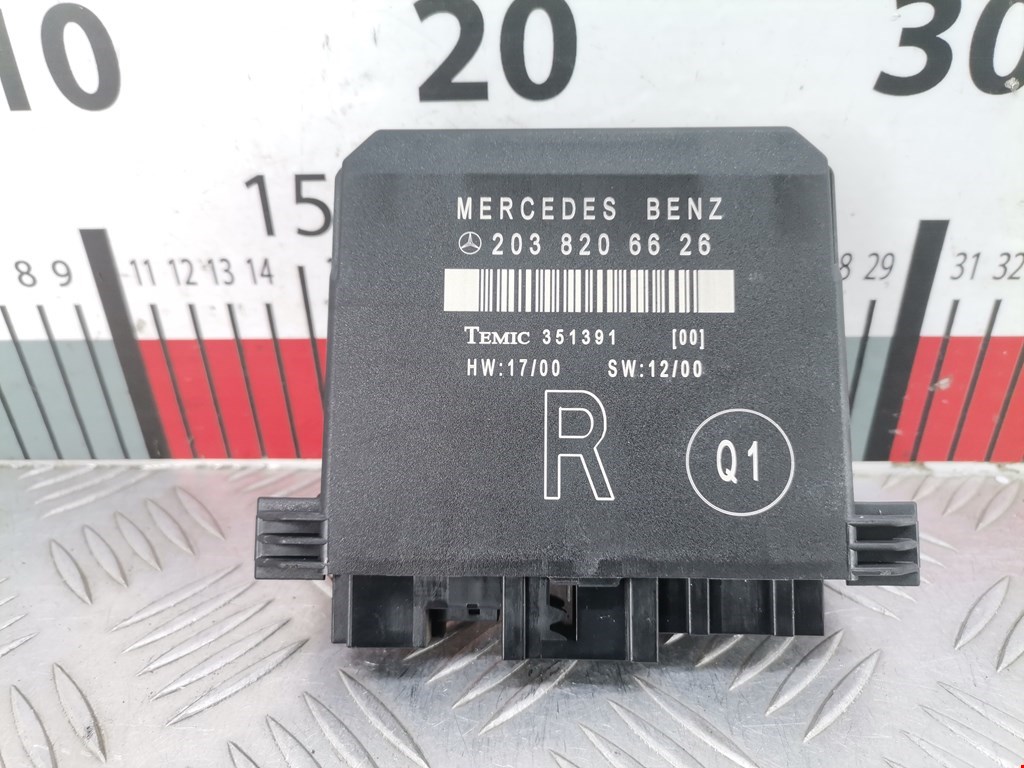 10 20 30
15
8 9 11 12 13 14 8 29 31 32
MERCEDES BENZ
203 820 66 26
TEMIC 351391 [00]
HW:17/00 SW:12/00
R
Q1